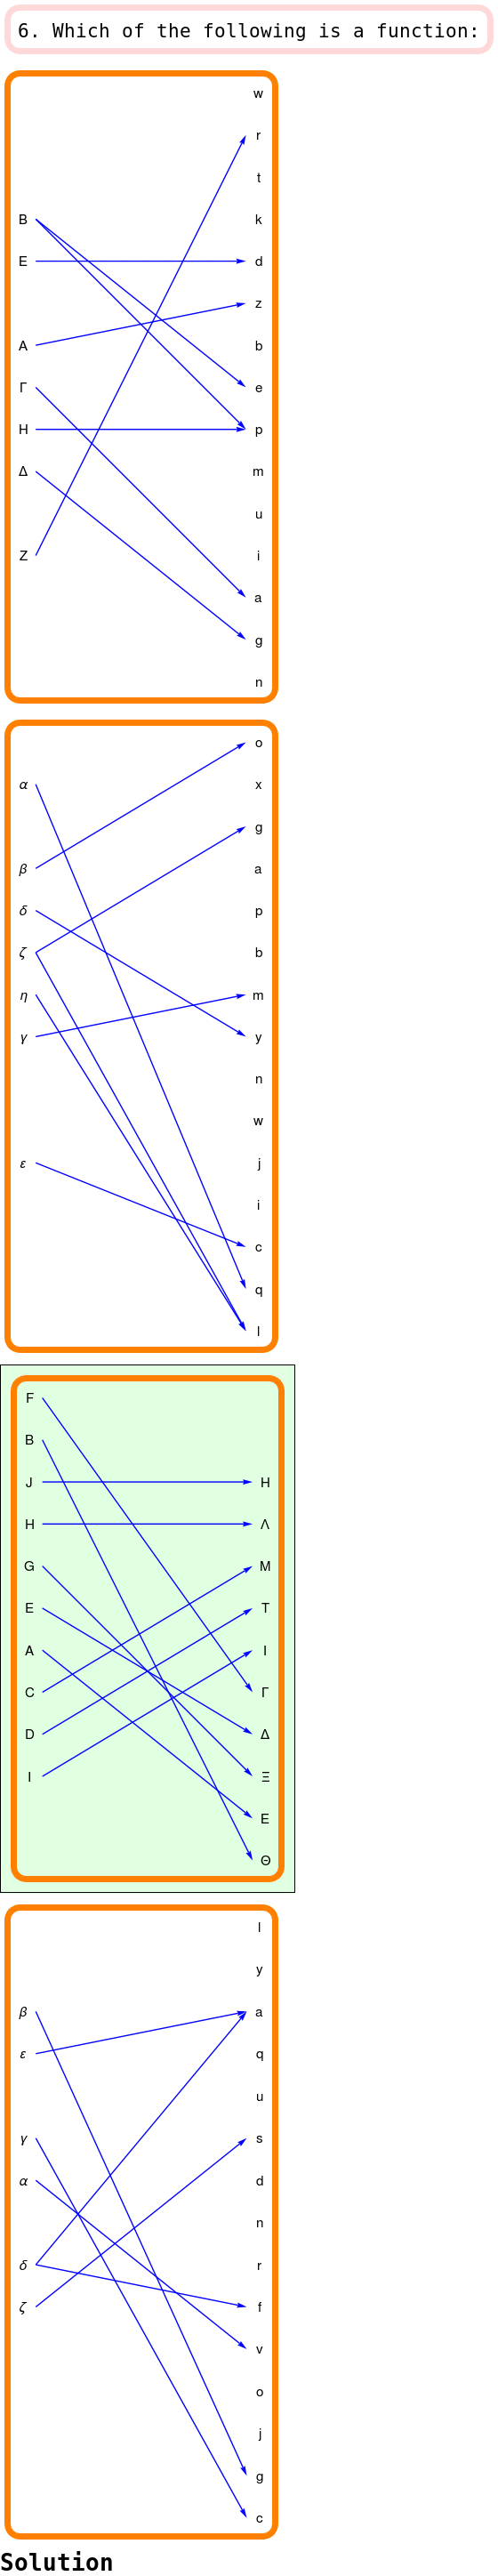 6. Which of the following is a function:
w
r
t
B k
E d
z
A b
Γ e
H p
Δ m
u
Z i
a
g
n
o
α x
g
β a
δ p
ζ b
η m
γ y
n
w
ε j
i
c
q
l
F
B
J H
H Λ
G M
E T
A I
C Γ
D Δ
I Ξ
E
Θ
l
y
β a
ε q
u
γ s
α d
n
δ r
ζ f
v
o
j
g
c
Solution